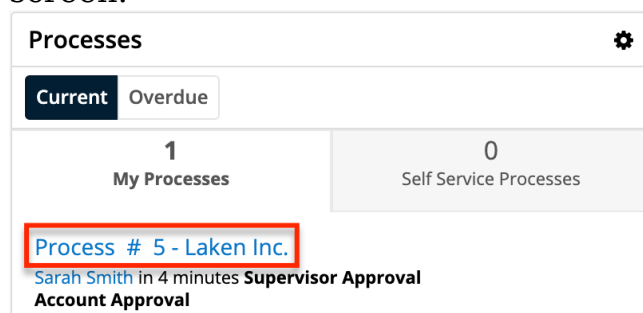 screen.
Processes
Current Overdue
1 0
My Processes Self Service Processes
Process # 5 - Laken Inc.
Sarah Smith in 4 minutes Supervisor Approval
Account Approval